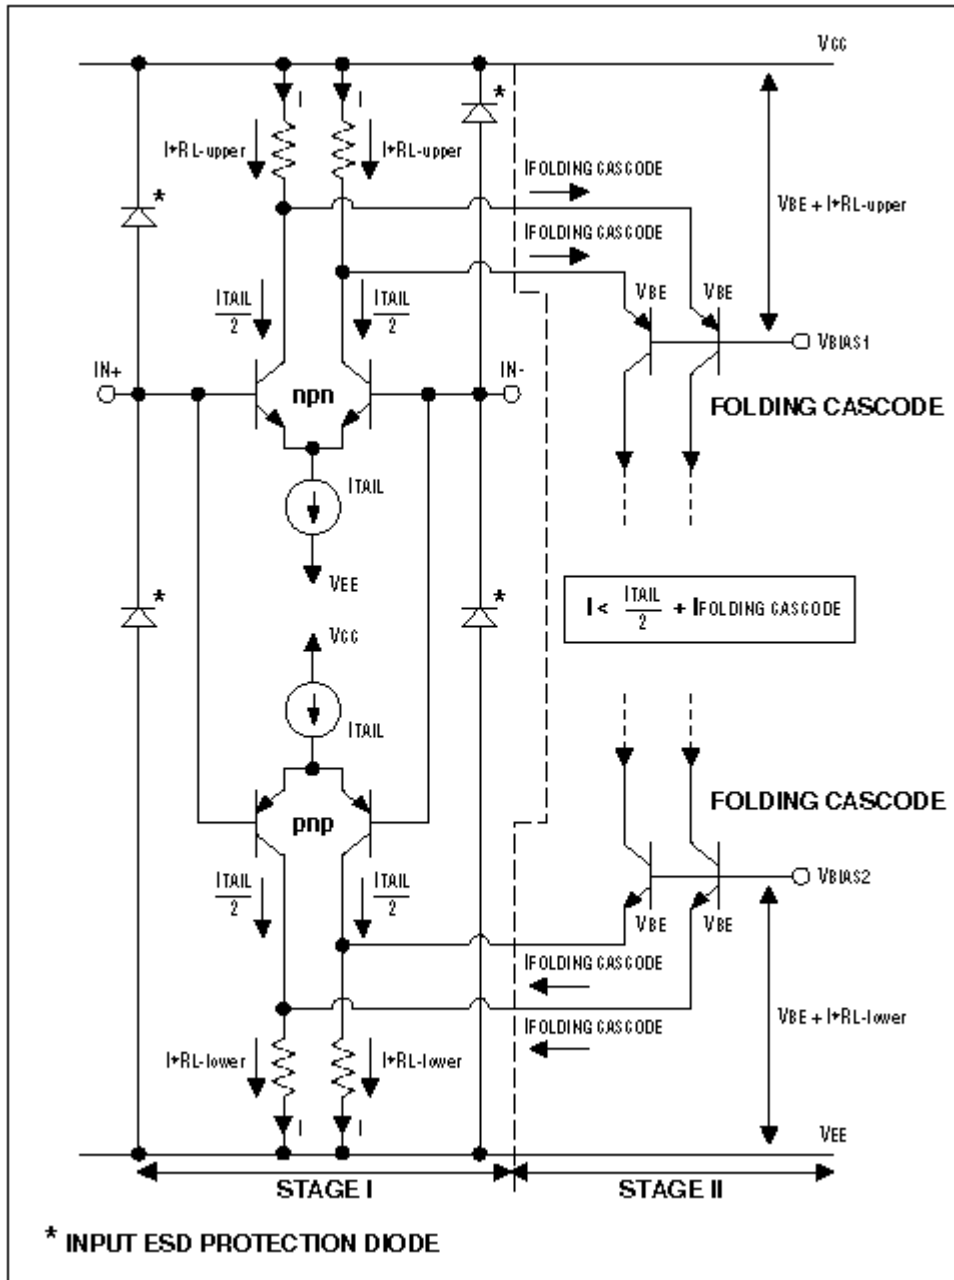 VCC
*
I
I
I*RL-upper
I*RL-upper
IFOLDING CASCODE
VBE + I*RL-upper
*
IFOLDING CASCODE
ITAIL
2
ITAIL
2
VBE
VBE
VBIAS1
IN+
npn
IN-
FOLDING CASCODE
ITAIL
VEE
*
*
I < ITAIL
2
+ IFOLDING CASCODE
VCC
ITAIL
FOLDING CASCODE
pnp
ITAIL
2
ITAIL
2
VBIAS2
VBE
VBE
IFOLDING CASCODE
IFOLDING CASCODE
VBE + I*RL-lower
I*RL-lower
I*RL-lower
I
I
VEE
STAGE I
STAGE II
* INPUT ESD PROTECTION DIODE